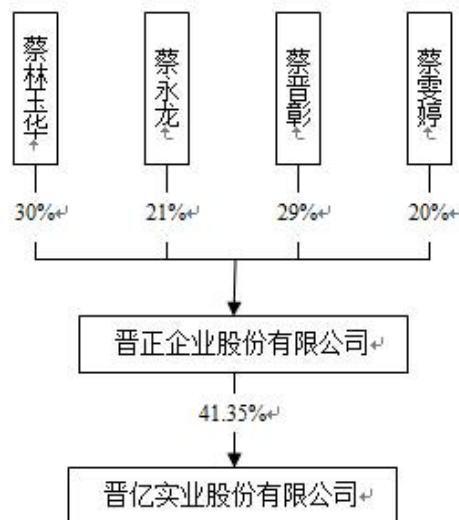 蔡林玉华
蔡永龙
蔡晋彰
蔡雯婷
30%
21%
29%
20%
晋正企业股份有限公司
41.35%
晋亿实业股份有限公司